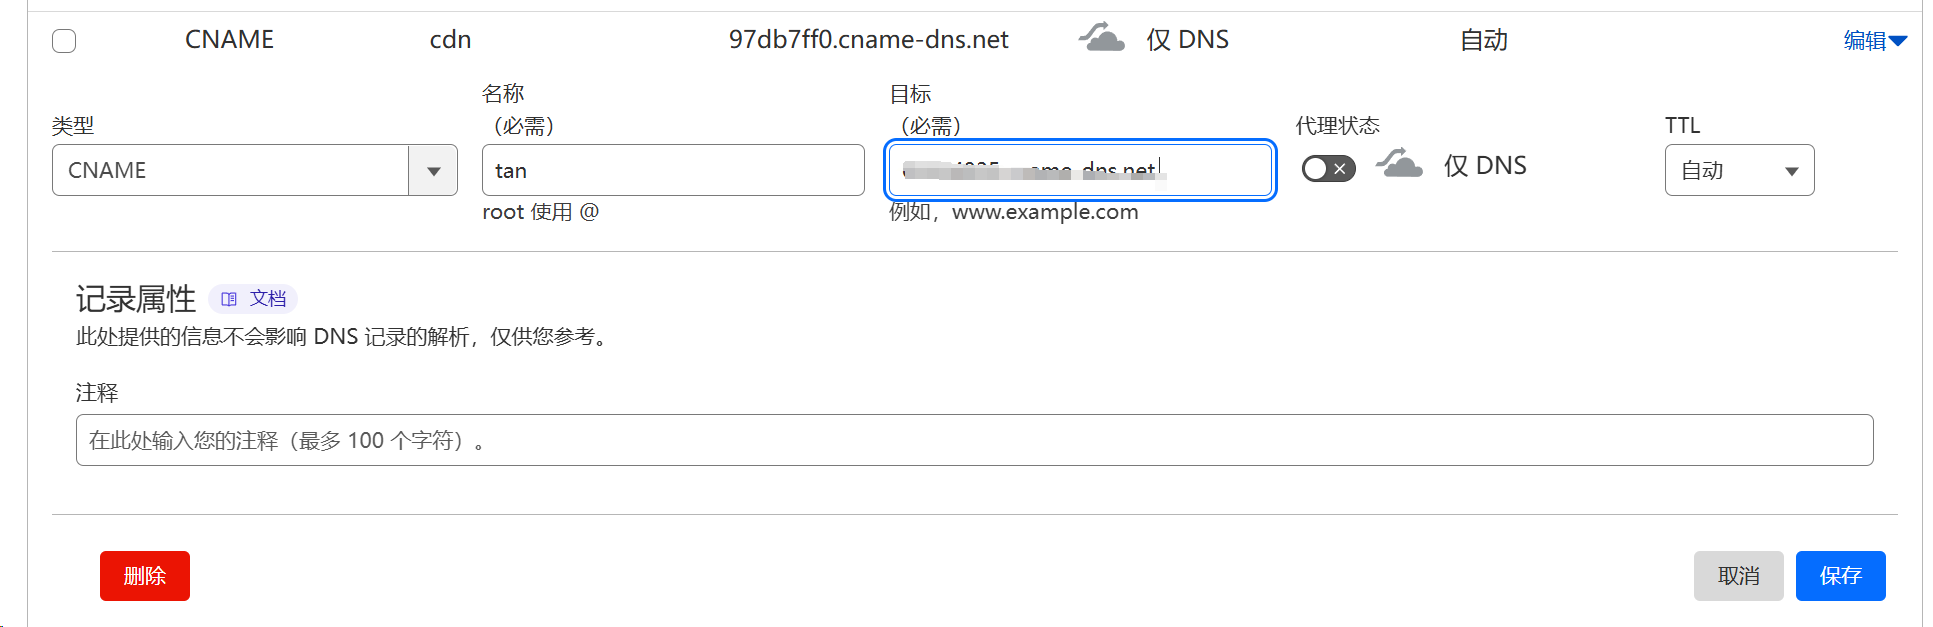 CNAME cdn 97db7ff0.cname-dns.net 仅 DNS 自动 编辑
类型
CNAME
名称
（必需）
tan
root 使用 @
目标
（必需）
dns.net
例如，www.example.com
代理状态
仅 DNS
TTL
自动
记录属性 文档
此处提供的信息不会影响 DNS 记录的解析，仅供您参考。
注释
在此处输入您的注释（最多 100 个字符）。
删除 取消 保存